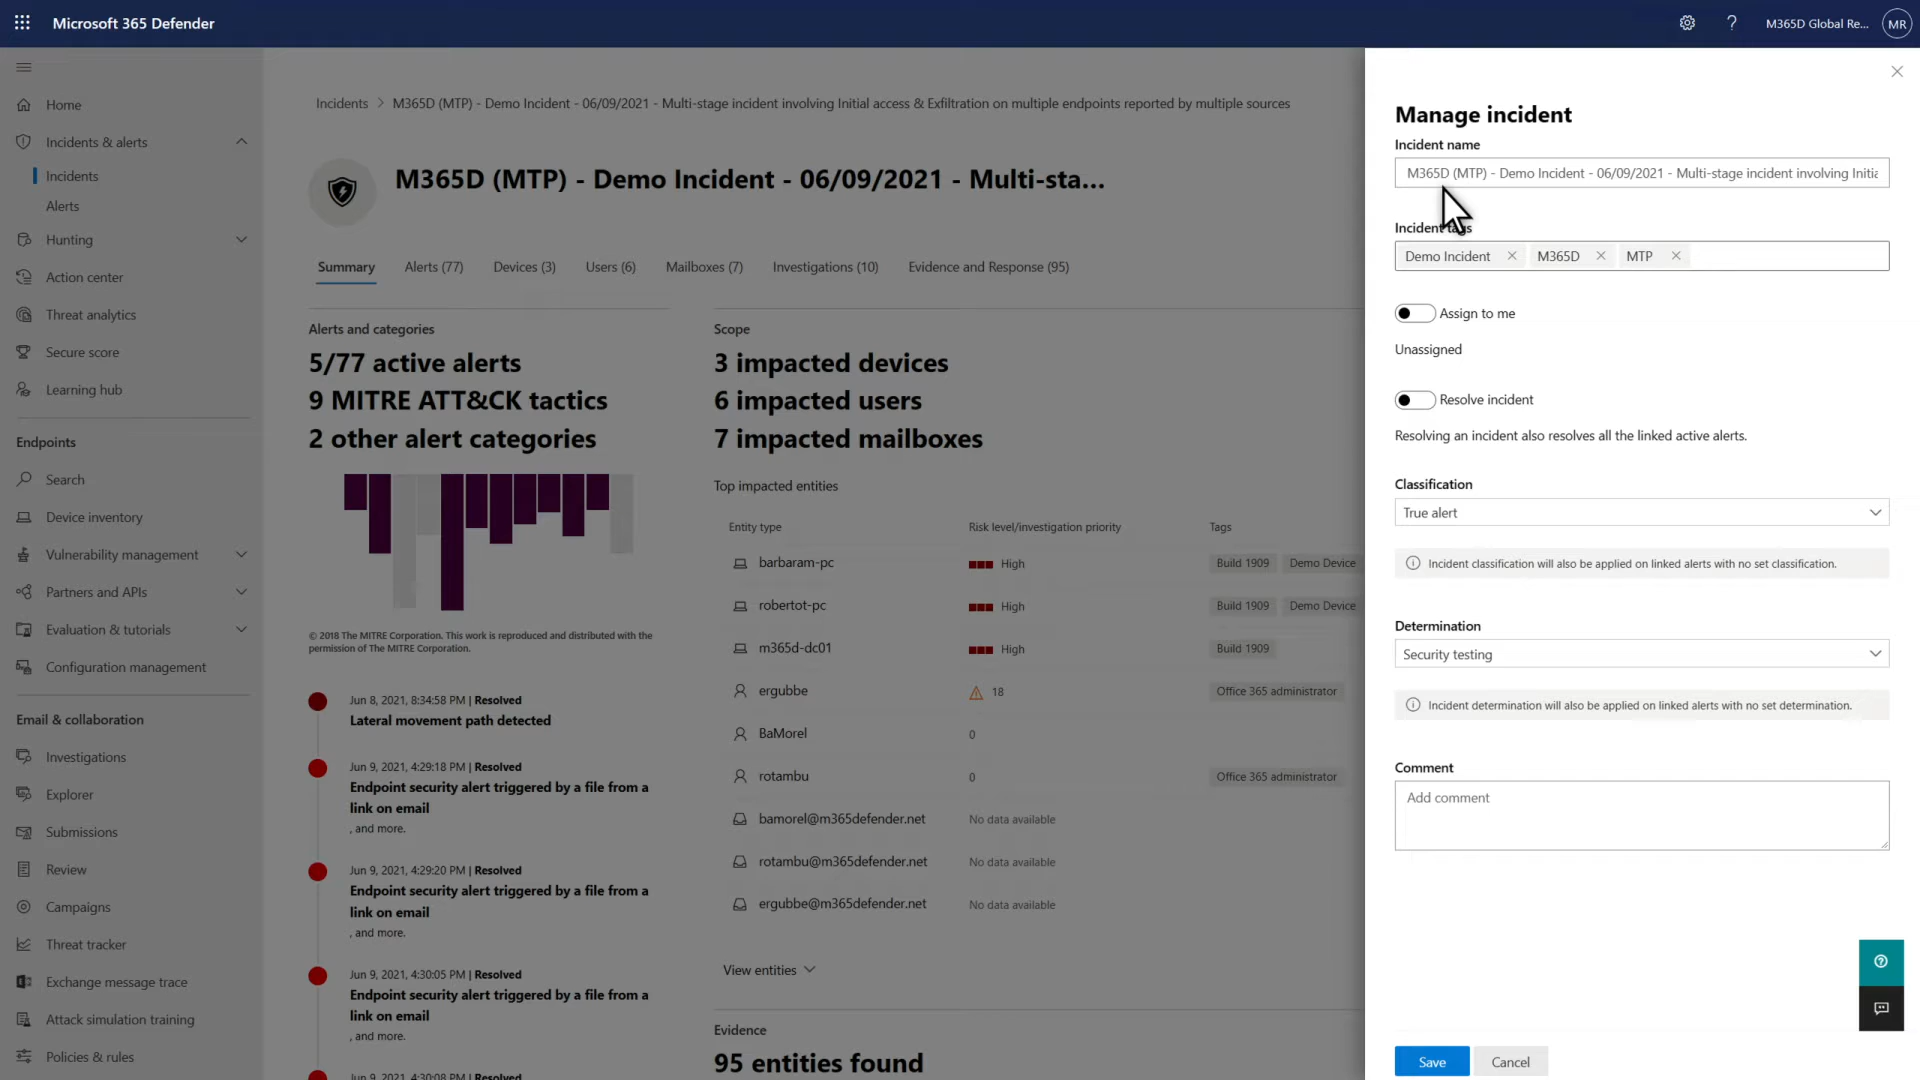 Microsoft 365 Defender
M365D Global Re...
MR
Home
Incidents & alerts
Incidents
Alerts
Hunting
Action center
Threat analytics
Secure score
Learning hub
Endpoints
Search
Device inventory
Vulnerability management
Partners and APIs
Evaluation & tutorials
Configuration management
Email & collaboration
Investigations
Explorer
Submissions
Review
Campaigns
Threat tracker
Exchange message trace
Attack simulation training
Policies & rules
Incidents > M365D (MTP) - Demo Incident - 06/09/2021 - Multi-stage incident involving Initial access & Exfiltration on multiple endpoints reported by multiple sources
M365D (MTP) - Demo Incident - 06/09/2021 - Multi-sta...
Summary Alerts (77) Devices (3) Users (6) Mailboxes (7) Investigations (10) Evidence and Response (95)
Alerts and categories
5/77 active alerts
9 MITRE ATT&CK tactics
2 other alert categories
© 2018 The MITRE Corporation. This work is reproduced and distributed with the
permission of The MITRE Corporation.
Jun 8, 2021, 8:34:58 PM | Resolved
Lateral movement path detected
Jun 9, 2021, 4:29:18 PM | Resolved
Endpoint security alert triggered by a file from a
link on email
, and more.
Jun 9, 2021, 4:29:20 PM | Resolved
Endpoint security alert triggered by a file from a
link on email
, and more.
Jun 9, 2021, 4:30:05 PM | Resolved
Endpoint security alert triggered by a file from a
link on email
, and more.
Jun 9, 2021, 4:30:08 PM | Resolved
Scope
3 impacted devices
6 impacted users
7 impacted mailboxes
Top impacted entities
Entity type Risk level/investigation priority Tags
barbaram-pc High Build 1909 Demo Device
robertot-pc High Build 1909 Demo Device
m365d-dc01 High Build 1909
ergubbe 18 Office 365 administrator
BaMorel 0
rotambu 0 Office 365 administrator
bamorel@m365defender.net No data available
rotambu@m365defender.net No data available
ergubbe@m365defender.net No data available
View entities
Evidence
95 entities found
Manage incident
Incident name
M365D (MTP) - Demo Incident - 06/09/2021 - Multi-stage incident involving Initia
Incident tags
Demo Incident M365D MTP
Assign to me
Unassigned
Resolve incident
Resolving an incident also resolves all the linked active alerts.
Classification
True alert
Incident classification will also be applied on linked alerts with no set classification.
Determination
Security testing
Incident determination will also be applied on linked alerts with no set determination.
Comment
Add comment
Save Cancel